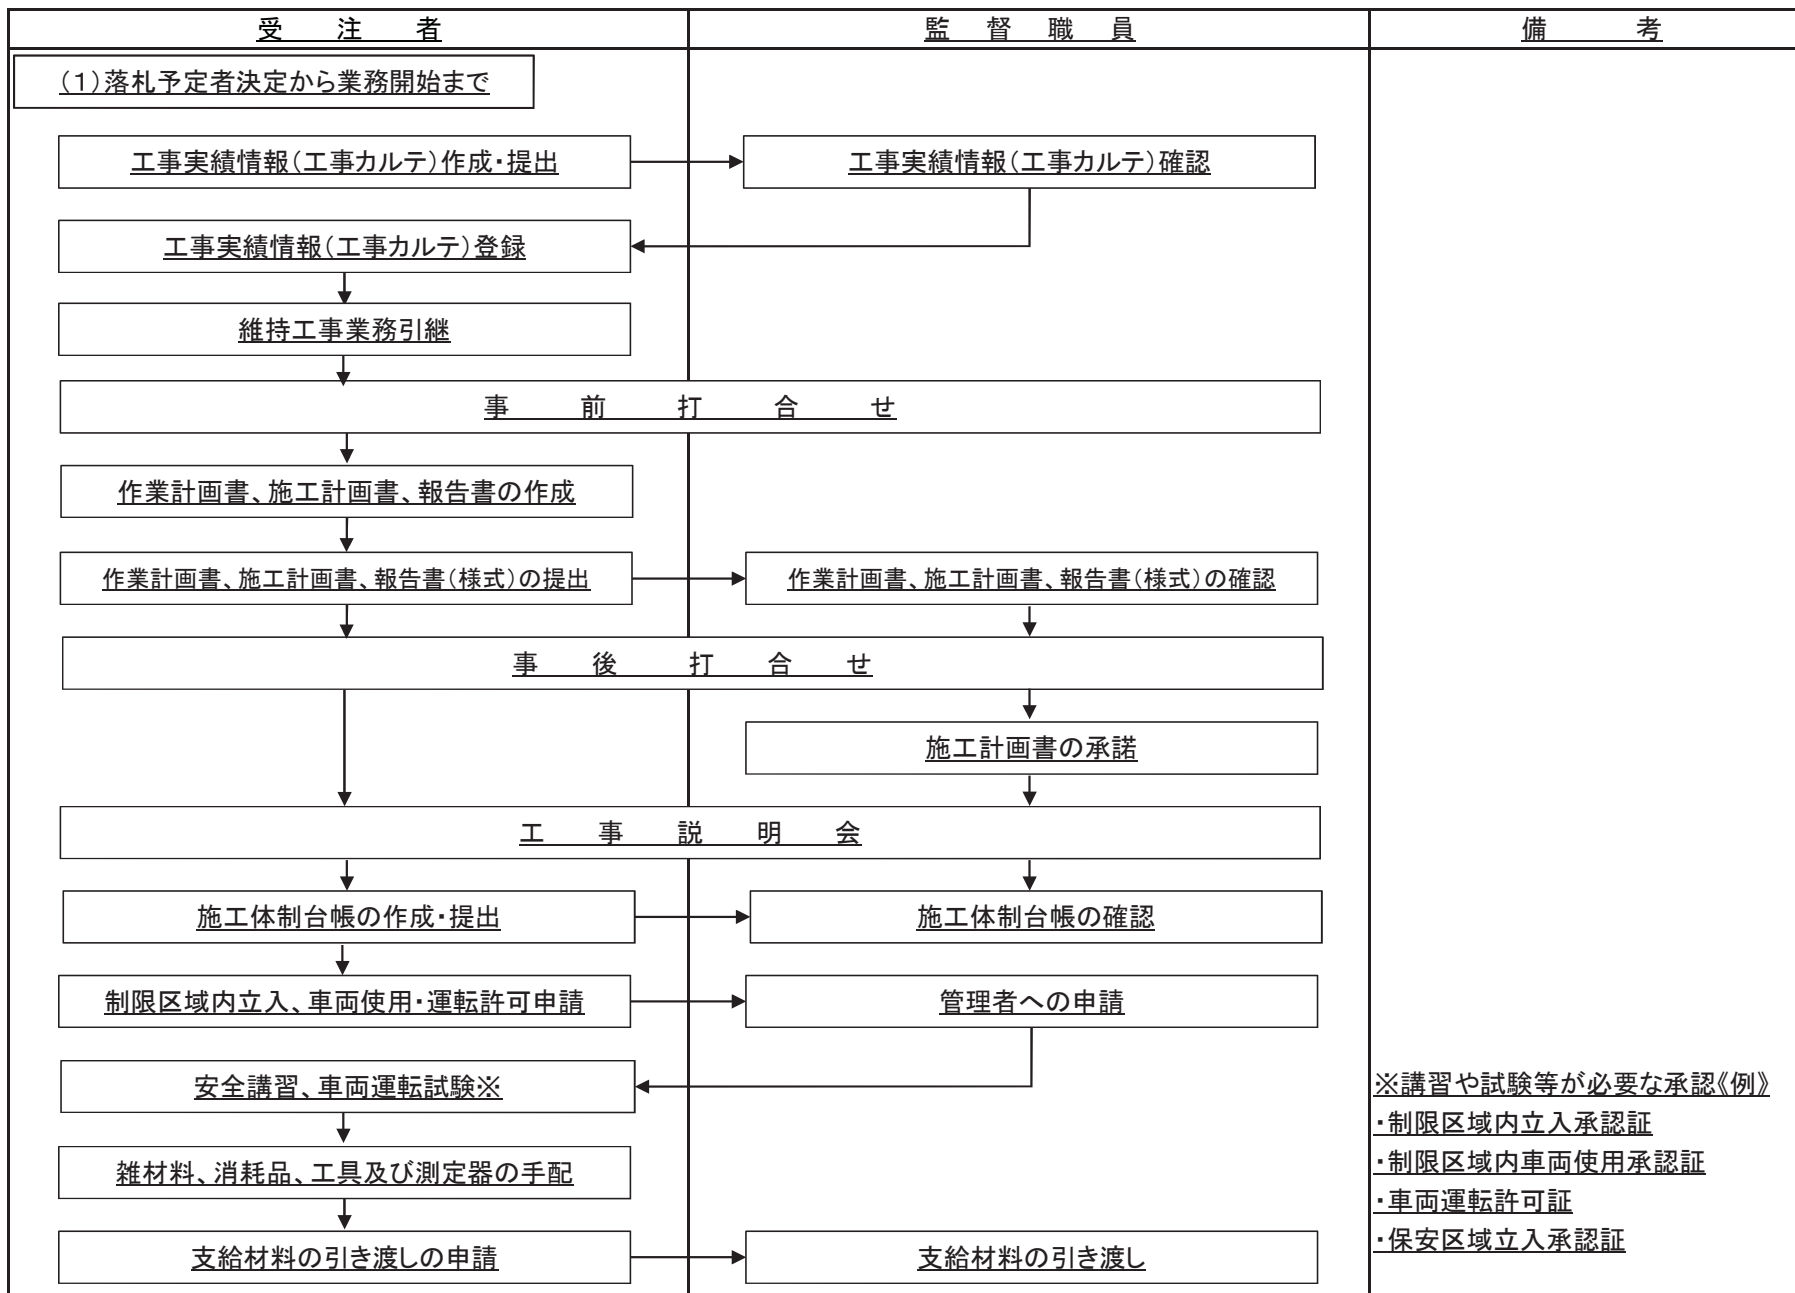 受注者 監督職員 備考
(1)落札予定者決定から業務開始まで
工事実績情報(工事カルテ)作成・提出 工事実績情報(工事カルテ)確認
工事実績情報(工事カルテ)登録
維持工事業務引継
事前打合せ
作業計画書、施工計画書、報告書の作成
作業計画書、施工計画書、報告書(様式)の提出 作業計画書、施工計画書、報告書(様式)の確認
事後打合せ
施工計画書の承諾
工事説明会
施工体制台帳の作成・提出 施工体制台帳の確認
制限区域内立入、車両使用・運転許可申請 管理者への申請
安全講習、車両運転試験※ ※講習や試験等が必要な承認《例》
・制限区域内立入承認証
雑材料、消耗品、工具及び測定器の手配 ・制限区域内車両使用承認証
・車両運転許可証
支給材料の引き渡しの申請 支給材料の引き渡し ・保安区域立入承認証